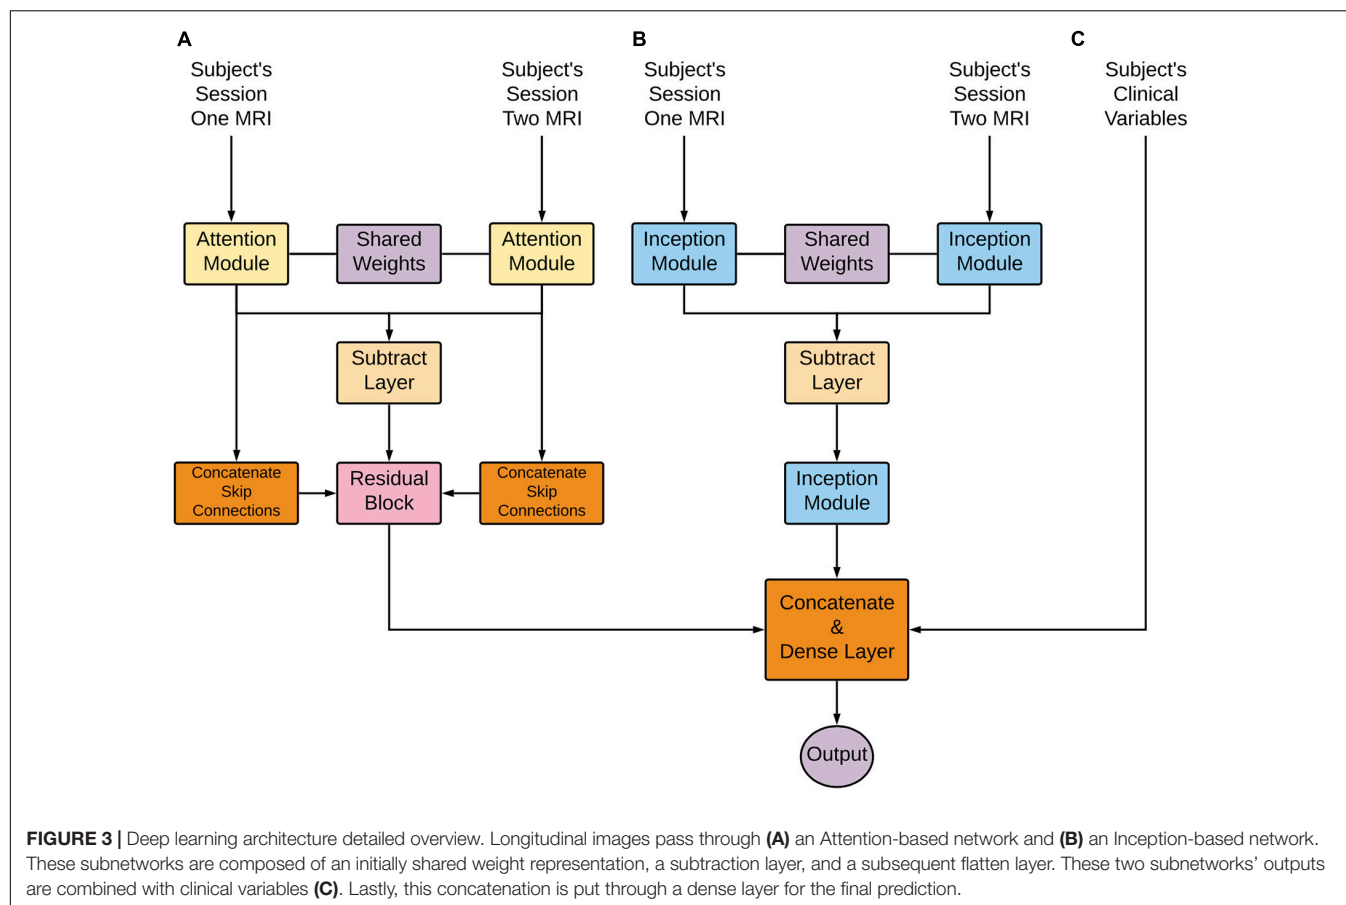 A
B
C
Subject's
Session
One MRI
Subject's
Session
Two MRI
Subject's
Session
One MRI
Subject's
Session
Two MRI
Subject's
Clinical
Variables
Attention
Module
Shared
Weights
Attention
Module
Inception
Module
Shared
Weights
Inception
Module
Subtract
Layer
Subtract
Layer
Concatenate
Skip
Connections
Residual
Block
Concatenate
Skip
Connections
Inception
Module
Concatenate
&
Dense Layer
Output
FIGURE 3 | Deep learning architecture detailed overview. Longitudinal images pass through (A) an Attention-based network and (B) an Inception-based network.
These subnetworks are composed of an initially shared weight representation, a subtraction layer, and a subsequent flatten layer. These two subnetworks’ outputs
are combined with clinical variables (C). Lastly, this concatenation is put through a dense layer for the final prediction.